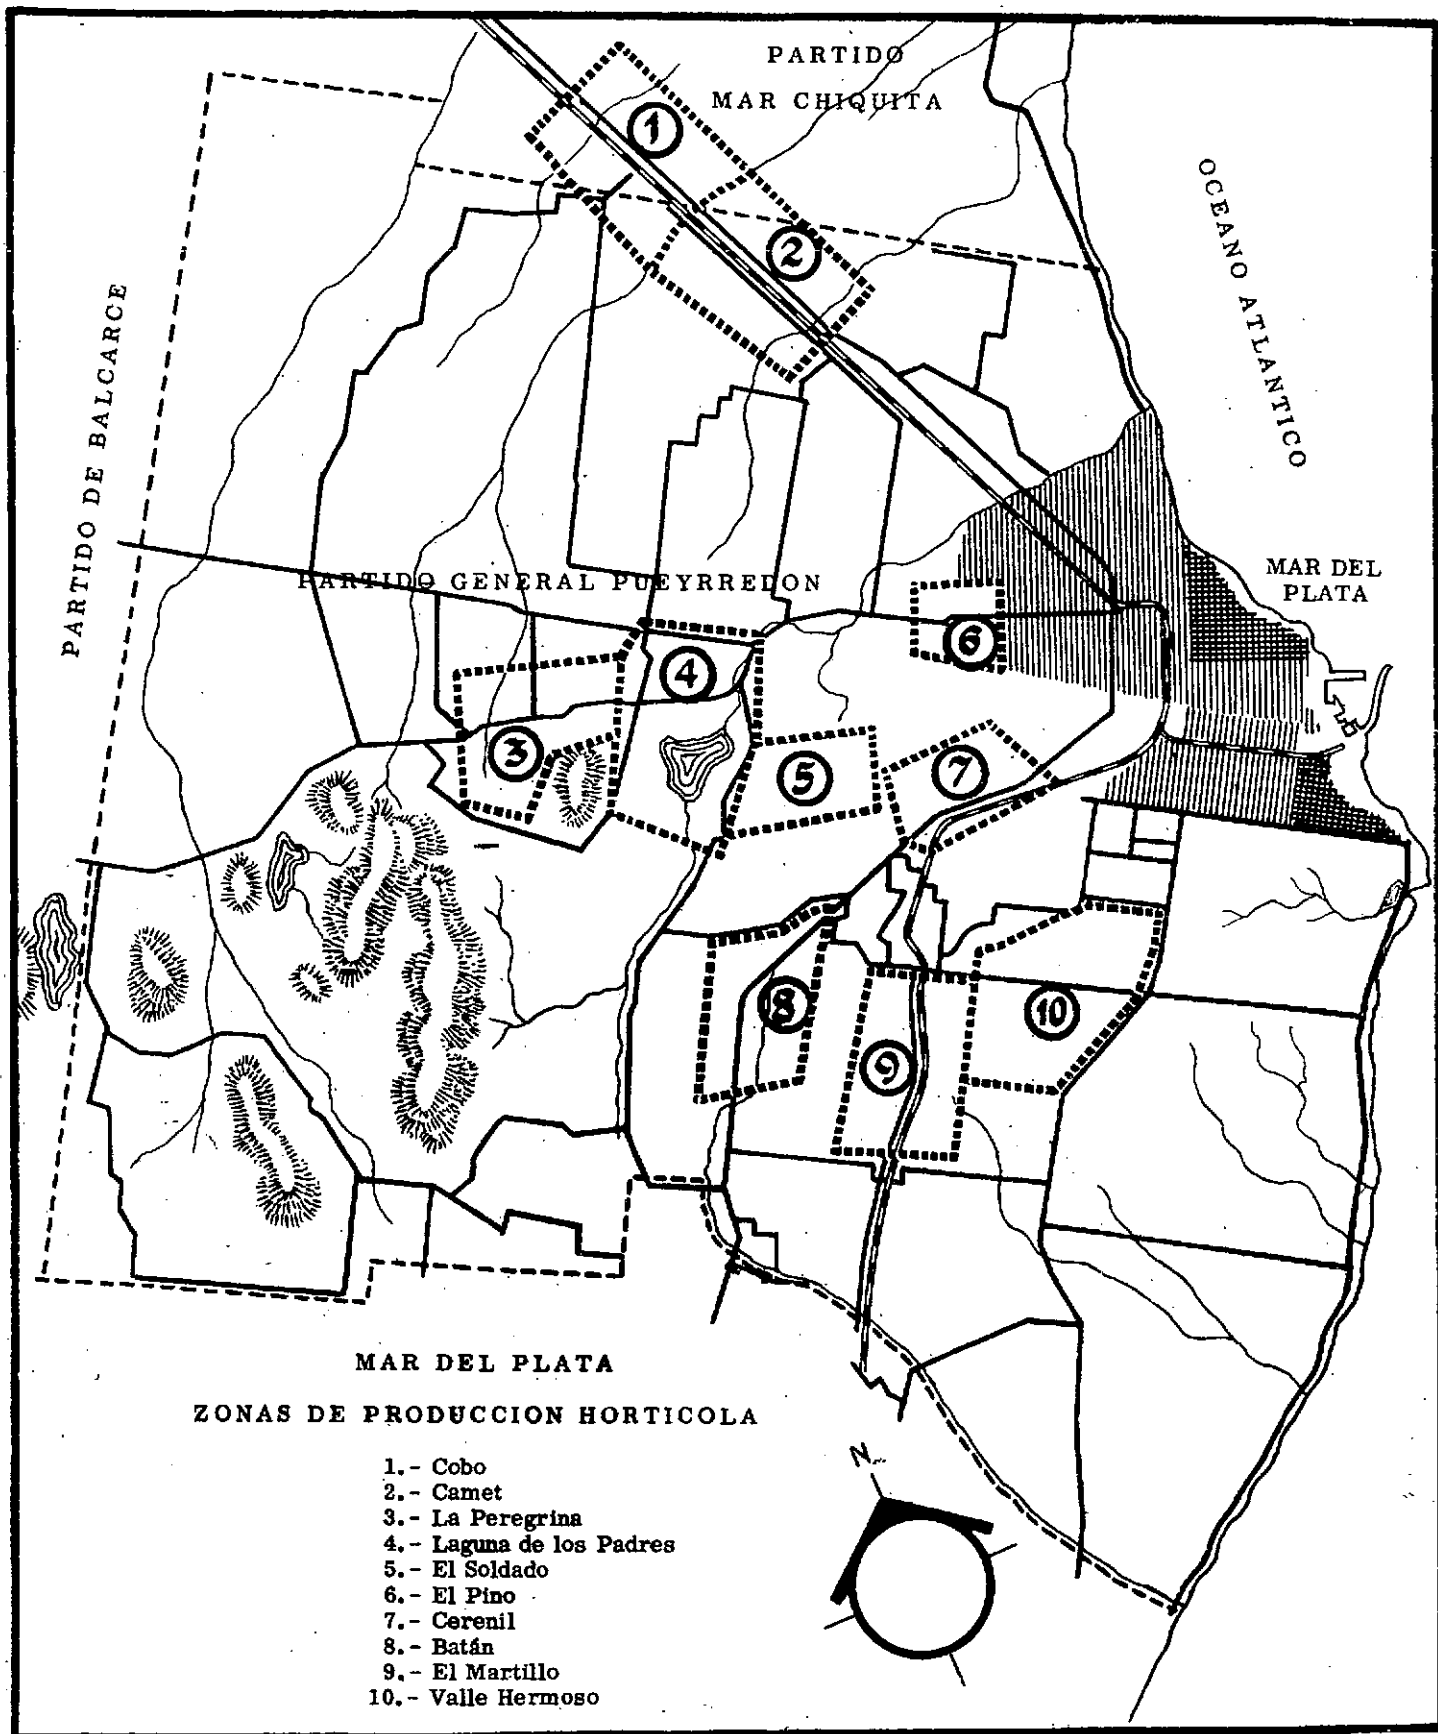 PARTIDO
MAR CHIQUITA
1
2
OCEANO ATLANTICO
PARTIDO DE BALCARCE
PARTIDO GENERAL PUEYRREDON
MAR DEL
PLATA
6
4
3
5
7
8
10
9
MAR DEL PLATA
ZONAS DE PRODUCCION HORTICOLA
N
1.- Cobo
2.- Camet
3.- La Peregrina
4.- Laguna de los Padres
5.- El Soldado
6.- El Pino
7.- Cerenil
8.- Batán
9.- El Martillo
10.- Valle Hermoso